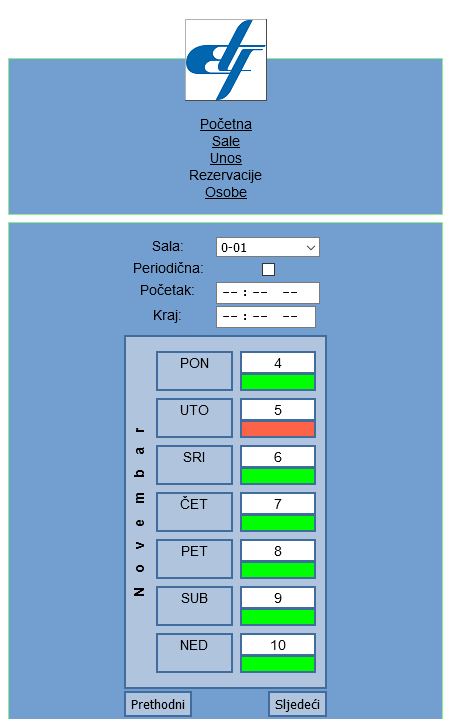 Početna
Sale
Unos
Rezervacije
Osobe
Sala: 0-01
Periodična:
Početak: --:-- --
Kraj: --:-- --
Novembar
PON 4
UTO 5
SRI 6
ČET 7
PET 8
SUB 9
NED 10
Prethodni Sljedeći